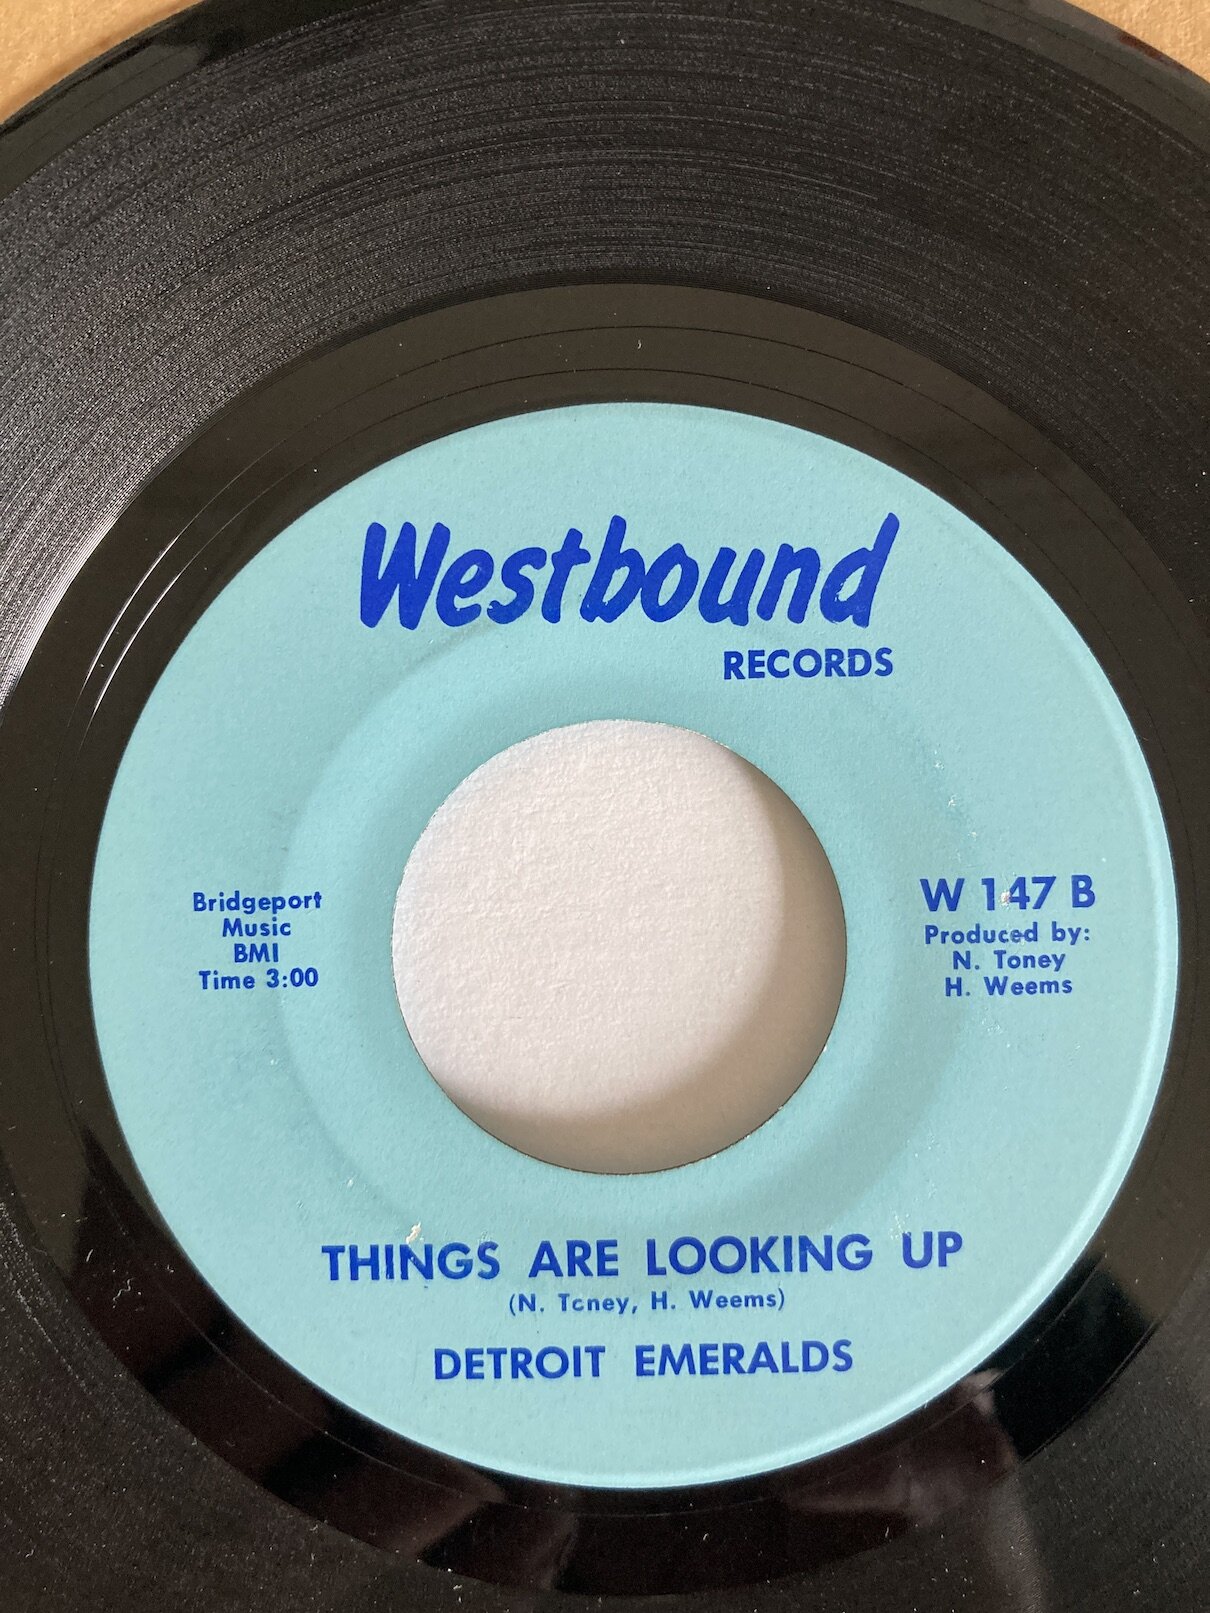 Westbound
RECORDS
Bridgeport
Music
BMI
Time 3:00
W 147 B
Produced by:
N. Toney
H. Weems
THINGS ARE LOOKING UP
(N. Toney, H. Weems)
DETROIT EMERALDS